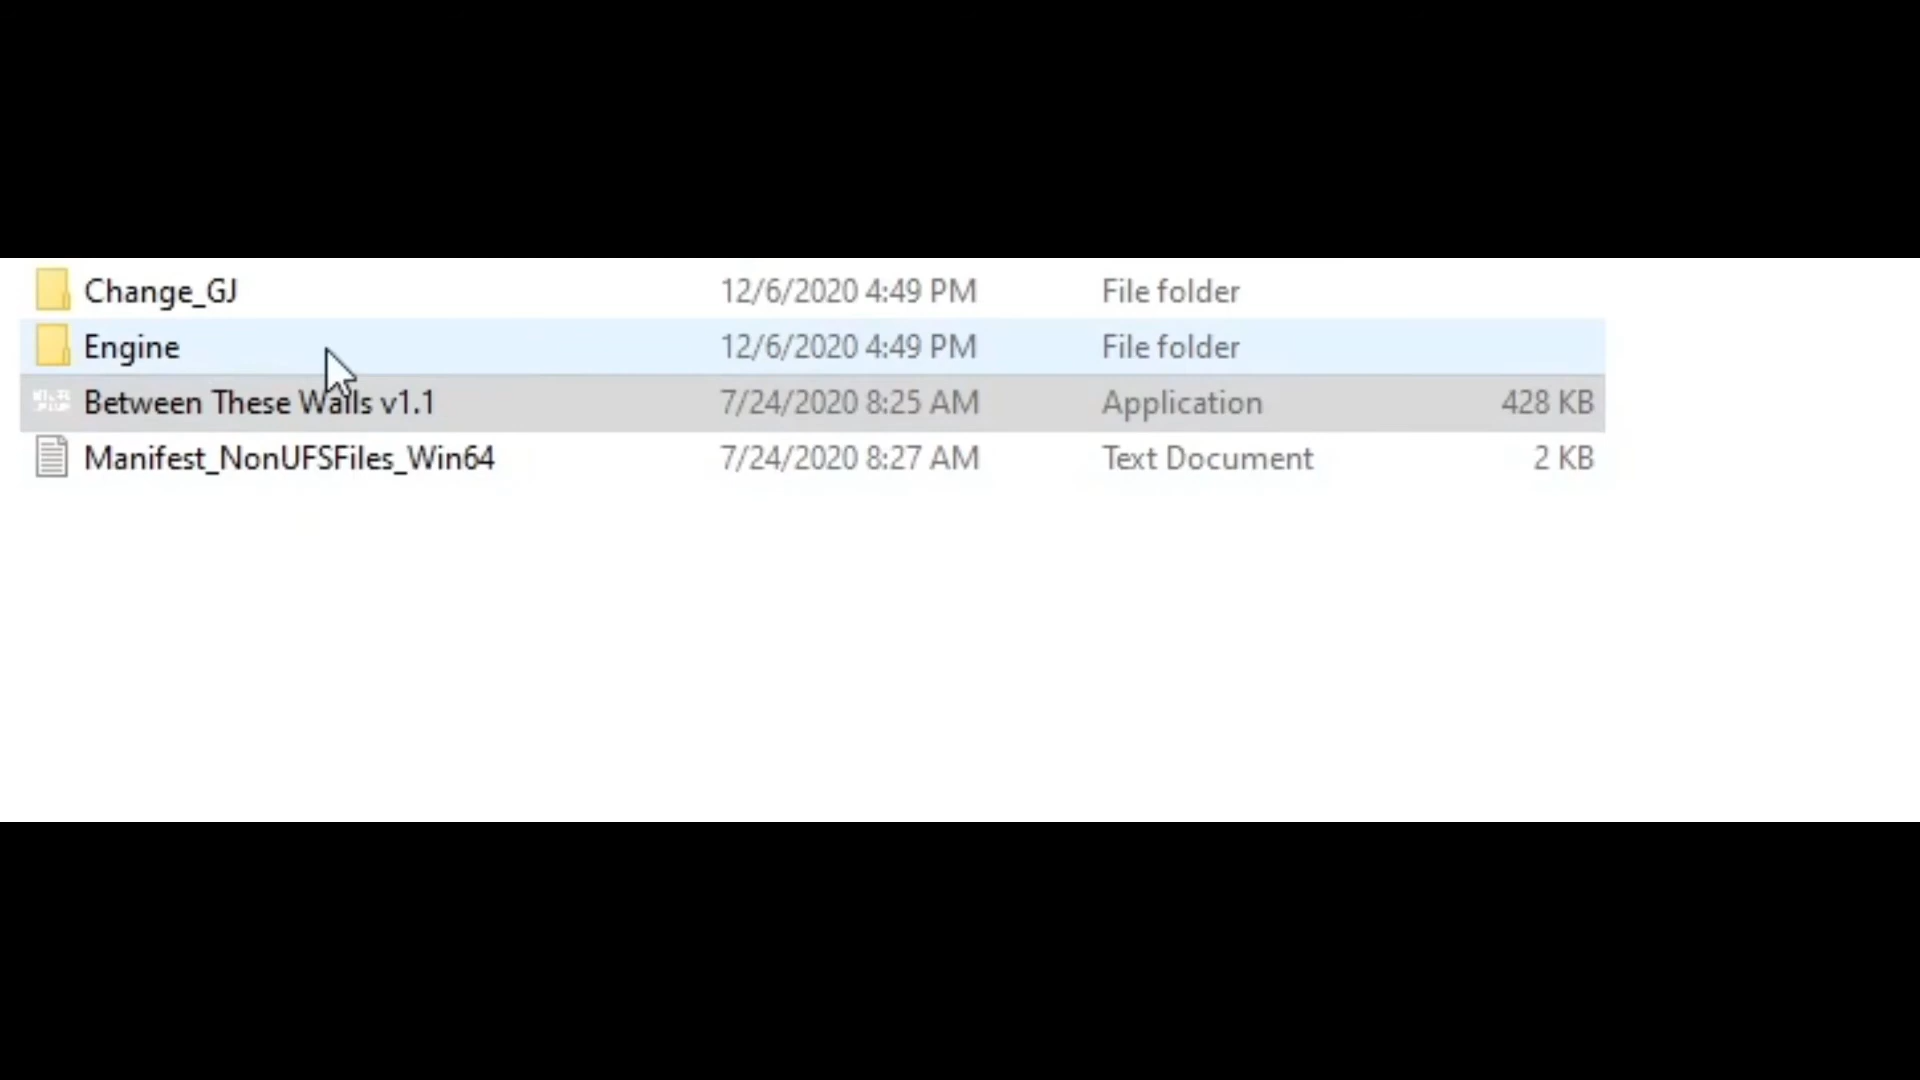 Change_GJ 12/6/2020 4:49 PM File folder
Engine 12/6/2020 4:49 PM File folder
Between These Walls v1.1 7/24/2020 8:25 AM Application 428 KB
Manifest_NonUFSFiles_Win64 7/24/2020 8:27 AM Text Document 2 KB